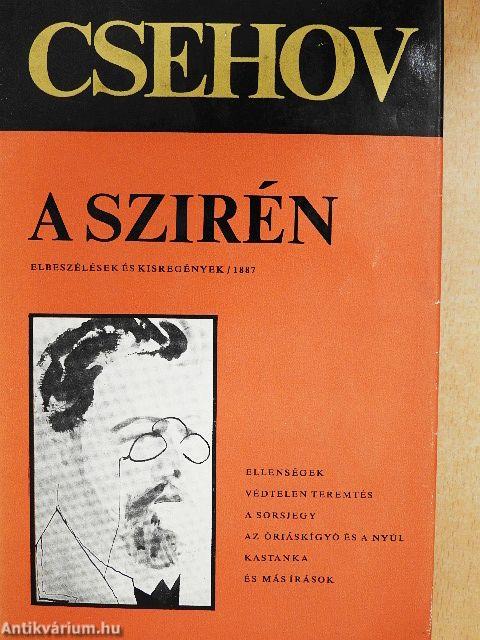 CSEHOV
A SZIRÉN
ELBESZÉLÉSEK ÉS KISREGÉNYEK / 1887
ELLENSÉGEK
VÉDTELEN TEREMTÉS
A SORSJEGY
AZ ÓRIÁSKÍGYÓ ÉS A NYÚL
KASTANKA
ÉS MÁS ÍRÁSOK
Antikvárium.hu